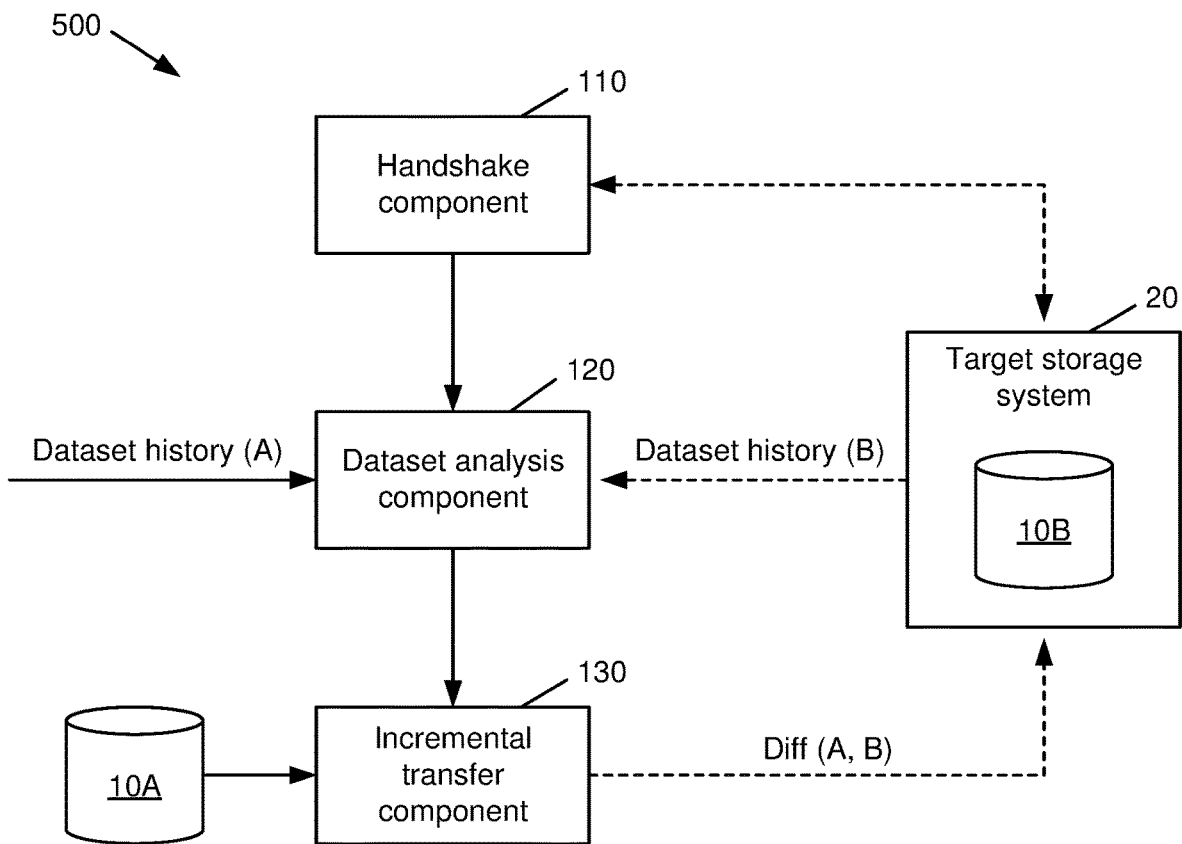 500
110
Handshake
component
20
Target storage
system
120
Dataset history (A)
Dataset analysis
component
Dataset history (B)
10B
130
Incremental
transfer
component
Diff (A, B)
10A